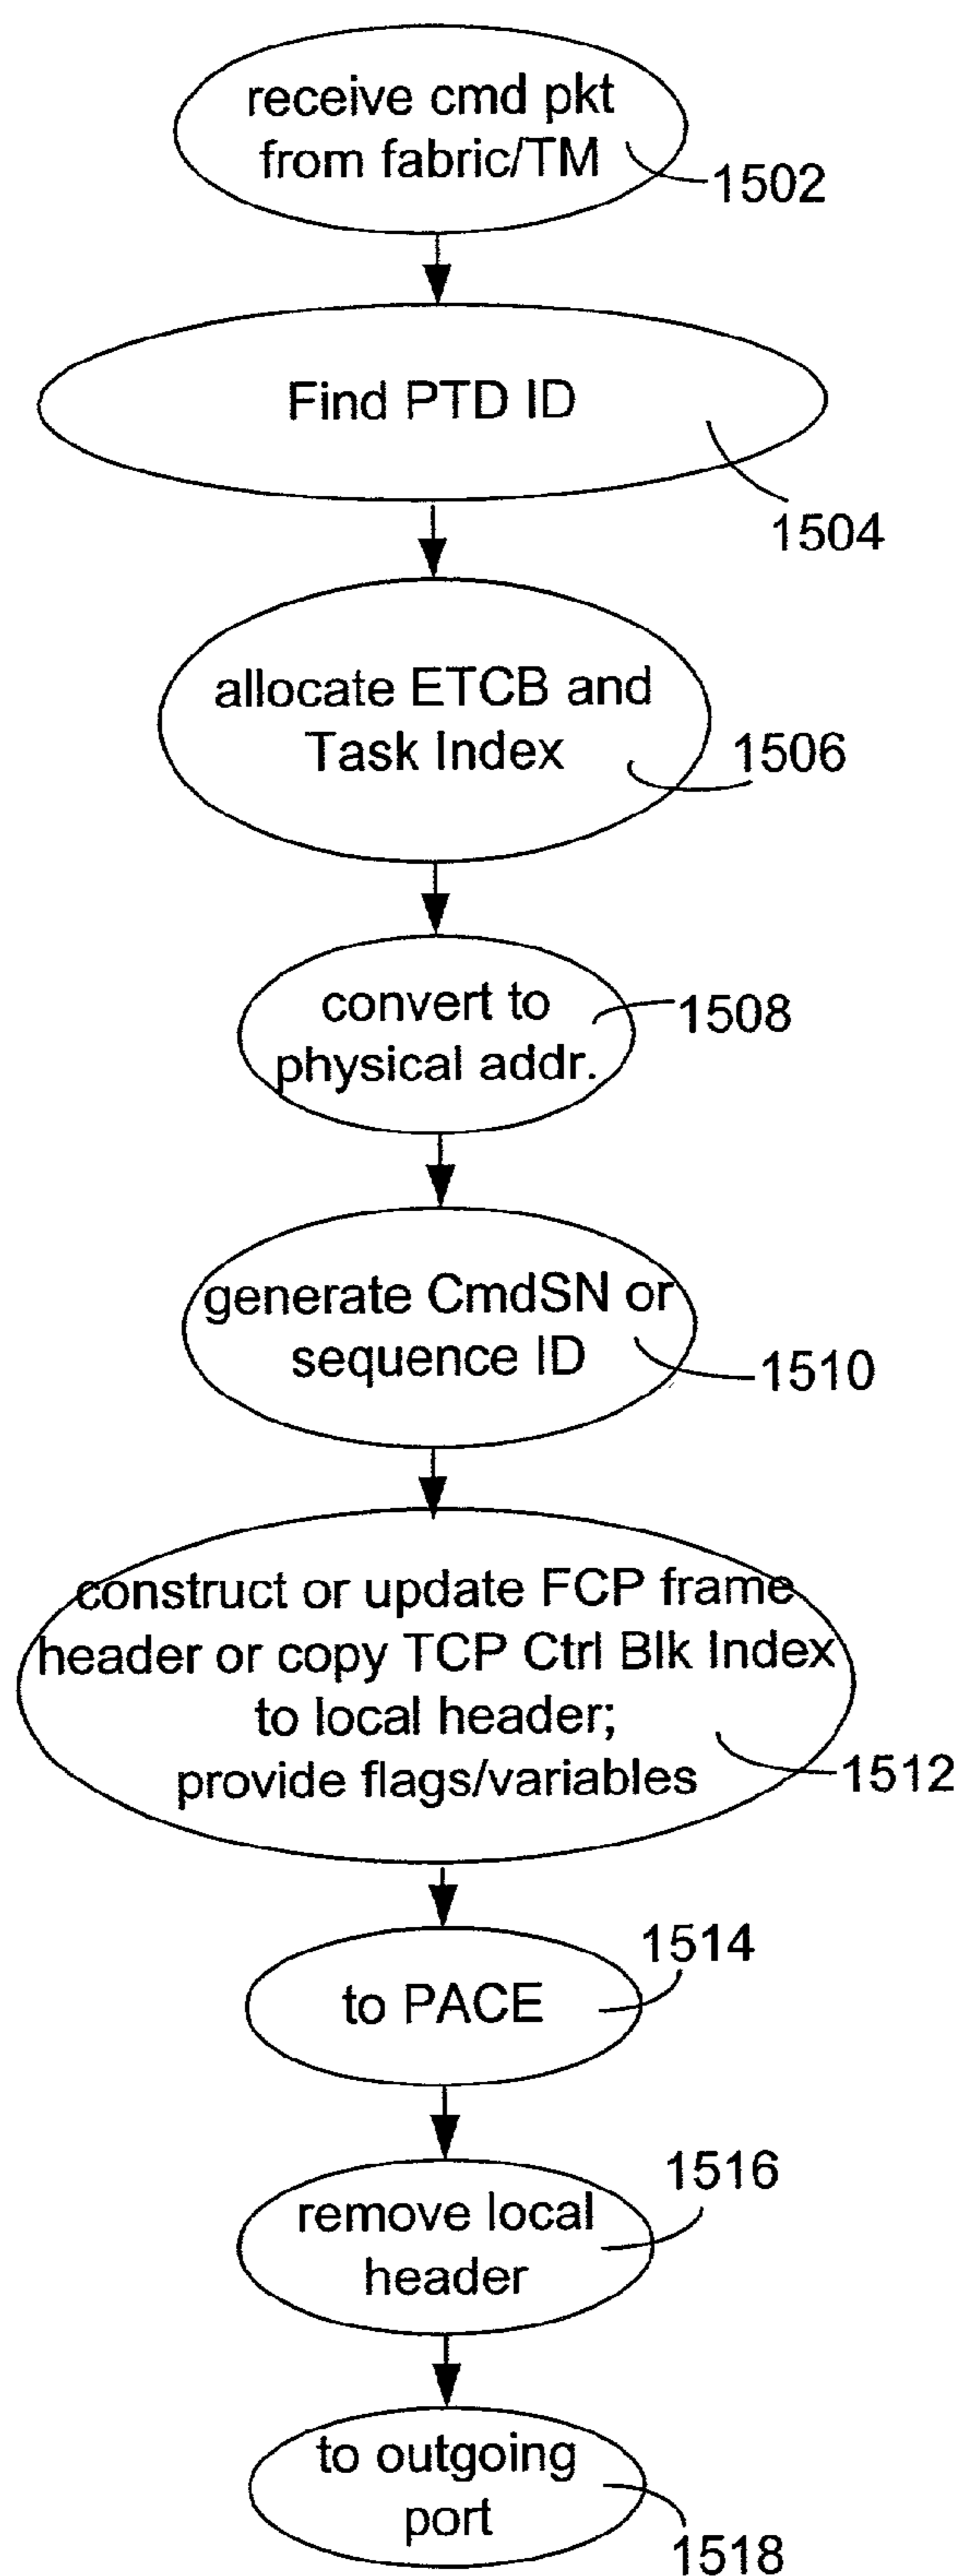 receive cmd pkt
from fabric/TM
1502
Find PTD ID
1504
allocate ETCB and
Task Index
1506
convert to
physical addr.
1508
generate CmdSN or
sequence ID
1510
construct or update FCP frame
header or copy TCP Ctrl Blk Index
to local header;
provide flags/variables
1512
to PACE
1514
remove local
header
1516
to outgoing
port
1518